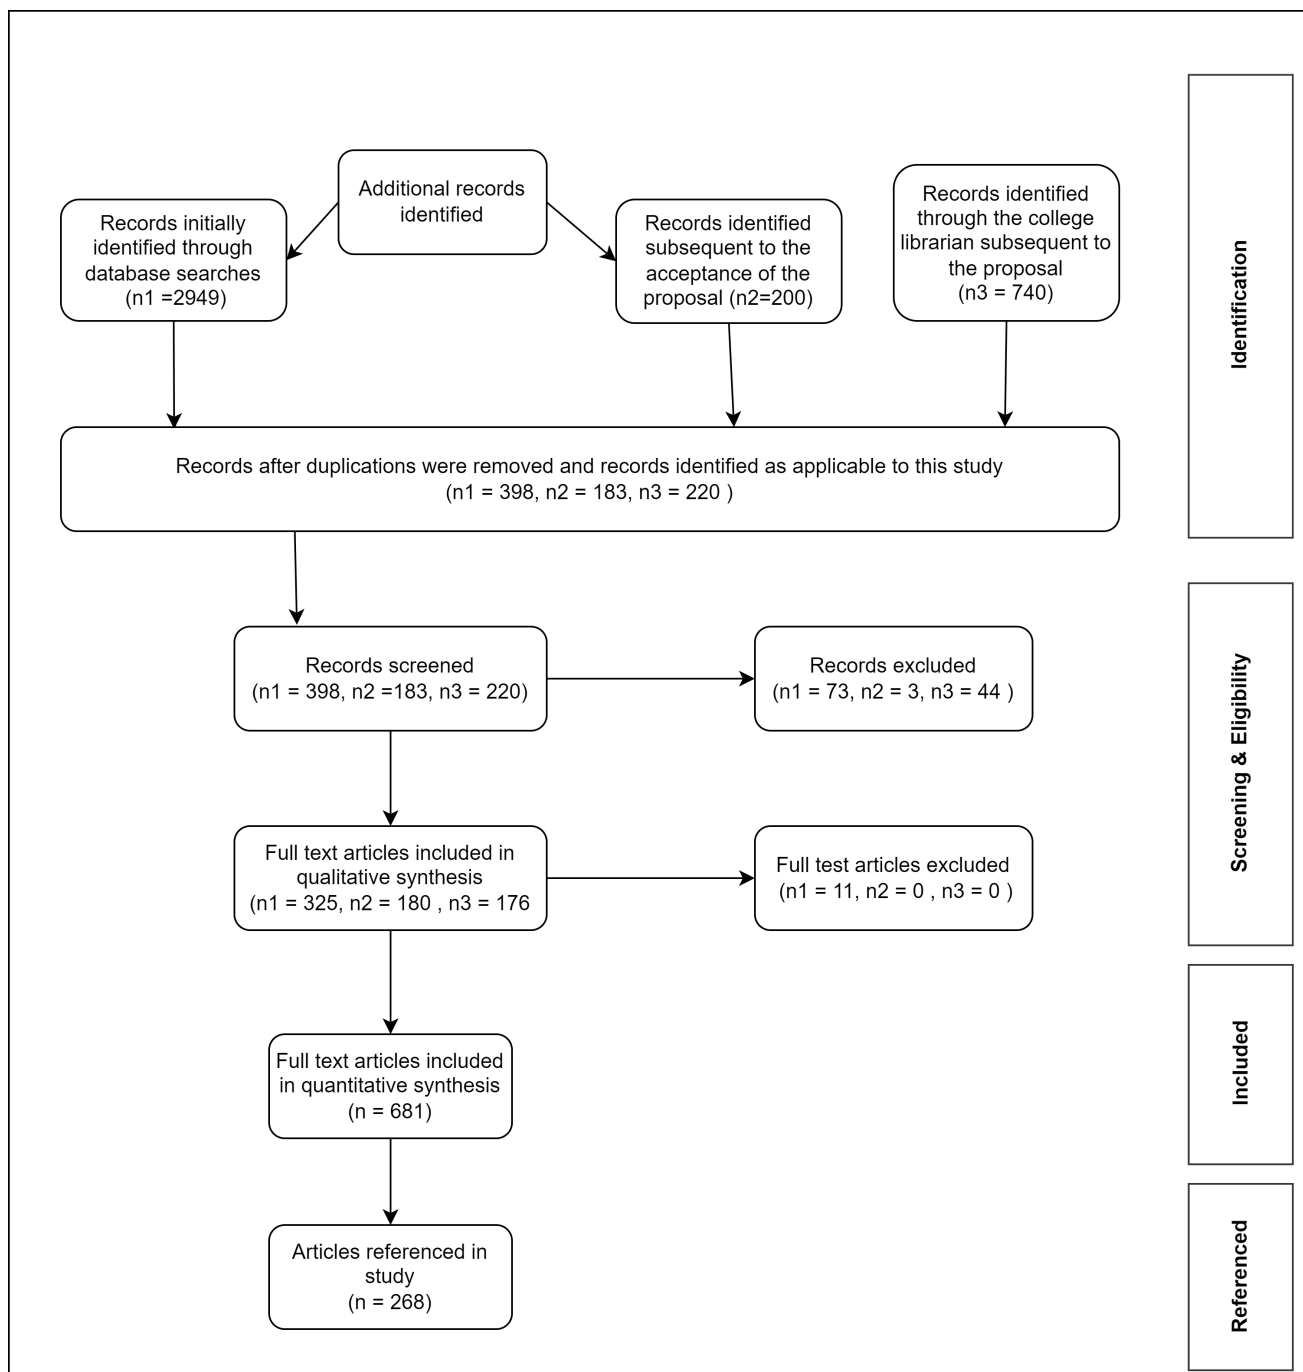 Additional records
identified
Records initially
identified through
database searches
(n1 =2949)
Records identified
subsequent to the
acceptance of the
proposal (n2=200)
Records identified
through the college
librarian subsequent to
the proposal
(n3 = 740)
Identification
Records after duplications were removed and records identified as applicable to this study
(n1 = 398, n2 = 183, n3 = 220 )
Records screened
(n1 = 398, n2 =183, n3 = 220)
Records excluded
(n1 = 73, n2 = 3, n3 = 44 )
Screening & Eligibility
Full text articles included in
qualitative synthesis
(n1 = 325, n2 = 180 , n3 = 176
Full test articles excluded
(n1 = 11, n2 = 0 , n3 = 0 )
Full text articles included
in quantitative synthesis
(n = 681)
Included
Articles referenced in
study
(n = 268)
Referenced